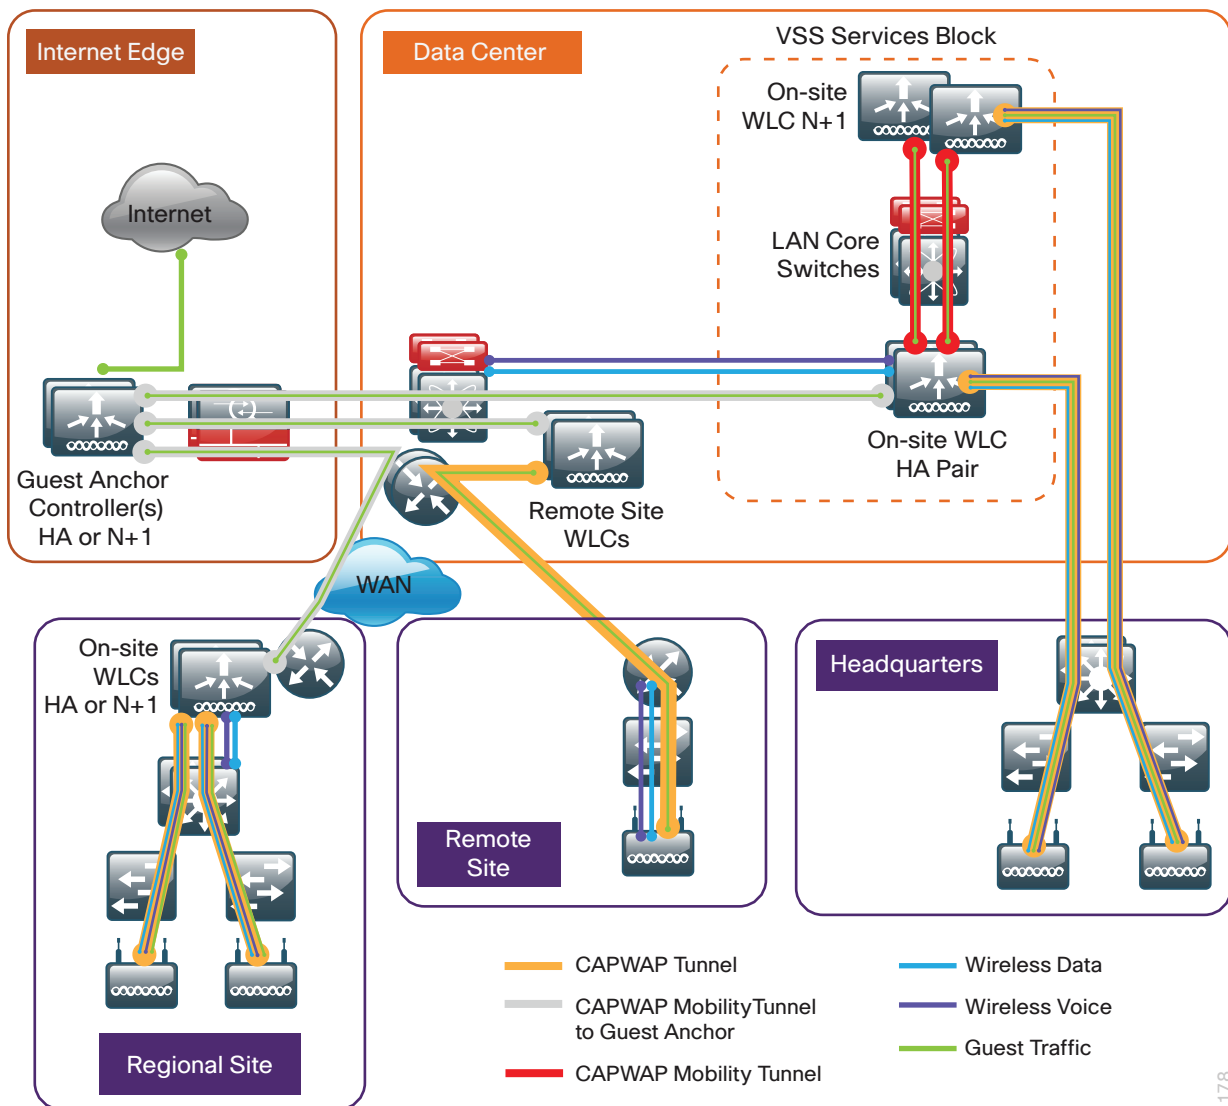 Internet Edge
Data Center
VSS Services Block
On-site
WLC N+1
Internet
LAN Core
Switches
Guest Anchor
Controller(s)
HA or N+1
On-site WLC
HA Pair
Remote Site
WLCs
WAN
On-site
WLCs
HA or N+1
Headquarters
Remote
Site
Regional Site
CAPWAP Tunnel
CAPWAP MobilityTunnel
to Guest Anchor
CAPWAP Mobility Tunnel
Wireless Data
Wireless Voice
Guest Traffic
178